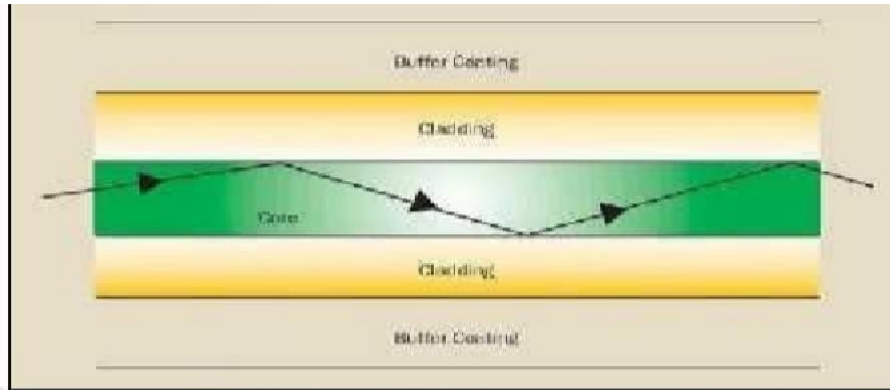 Buffer Coating
Cladding
Core
Cladding
Buffer Coating